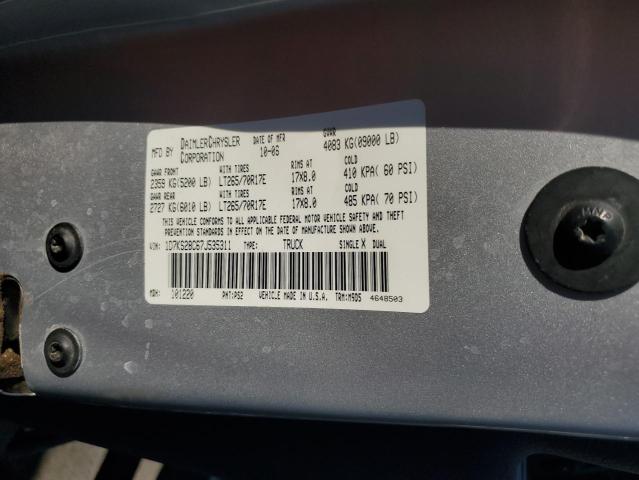 MFD BY DAIMLERCHRYSLER CORPORATION DATE OF MFR 10-06 GVWR 4083 KG(09000 LB)
GAWR FRONT WITH TIRES RIMS AT COLD
2359 KG(5200 LB) LT265/70R17E 17X8.0 410 KPA( 60 PSI)
GAWR REAR WITH TIRES RIMS AT COLD
2727 KG(6010 LB) LT265/70R17E 17X8.0 485 KPA( 70 PSI)
THIS VEHICLE CONFORMS TO ALL APPLICABLE FEDERAL MOTOR VEHICLE SAFETY AND THEFT
PREVENTION STANDARDS IN EFFECT ON THE DATE OF MANUFACTURE SHOWN ABOVE.
VIN: 1D7KS28C67J535311 TYPE: TRUCK SINGLE X DUAL
MDH: 101220 PNT:PS2 VEHICLE MADE IN U.S.A. TRM:M5D5 4648503